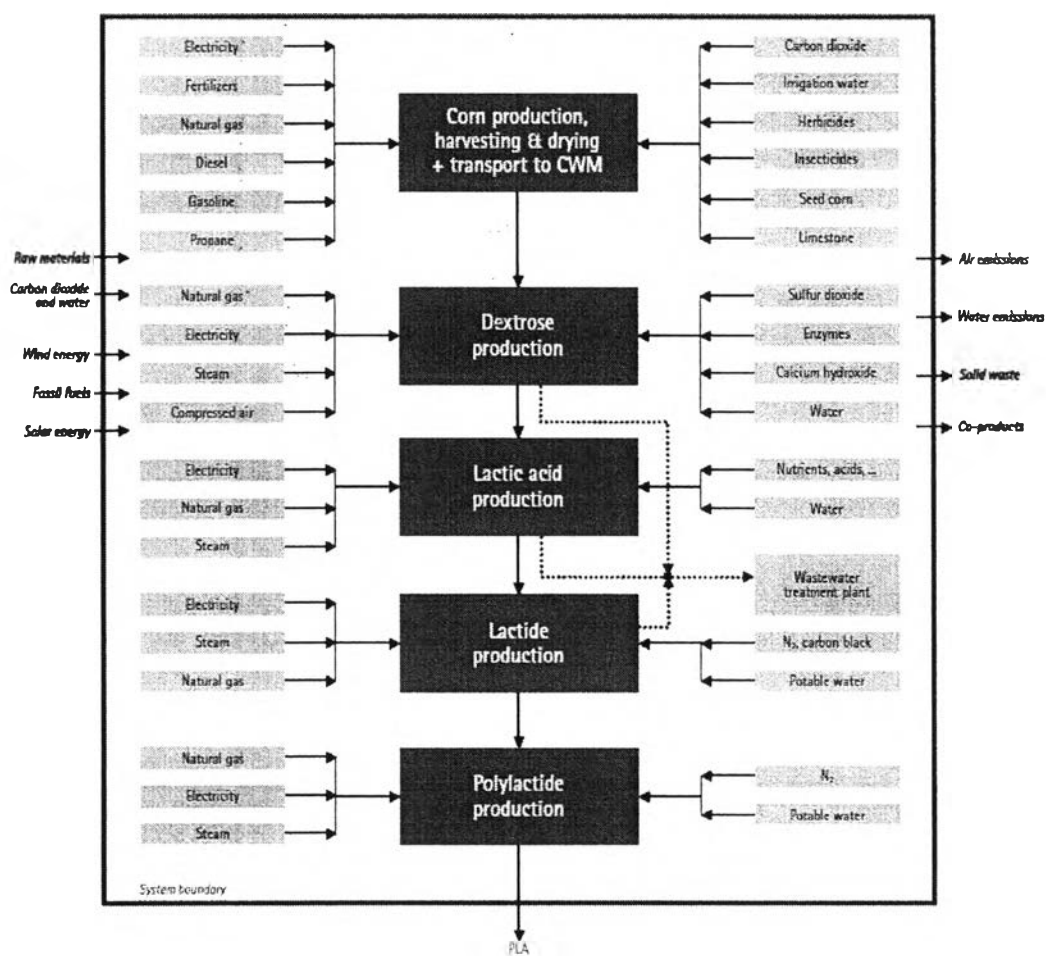 Electricity
Fertilizers
Natural gas
Diesel
Gasoline
Propane
Corn production,
harvesting & drying
+ transport to CWM
Carbon dioxide
Irrigation water
Herbicides
Insecticides
Seed corn
Limestone
Raw materials
Carbon dioxide
and water
Wind energy
Fossil fuels
Solar energy
Air emissions
Water emissions
Solid waste
Co-products
Natural gas
Electricity
Steam
Compressed air
Dextrose
production
Sulfur dioxide
Enzymes
Calcium hydroxide
Water
Electricity
Natural gas
Steam
Lactic acid
production
Nutrients, acids, ...
Water
Wastewater
treatment plant
Electricity
Steam
Natural gas
Lactide
production
N₂, carbon black
Potable water
Natural gas
Electricity
Steam
Polylactide
production
N₂
Potable water
System boundary
PLA